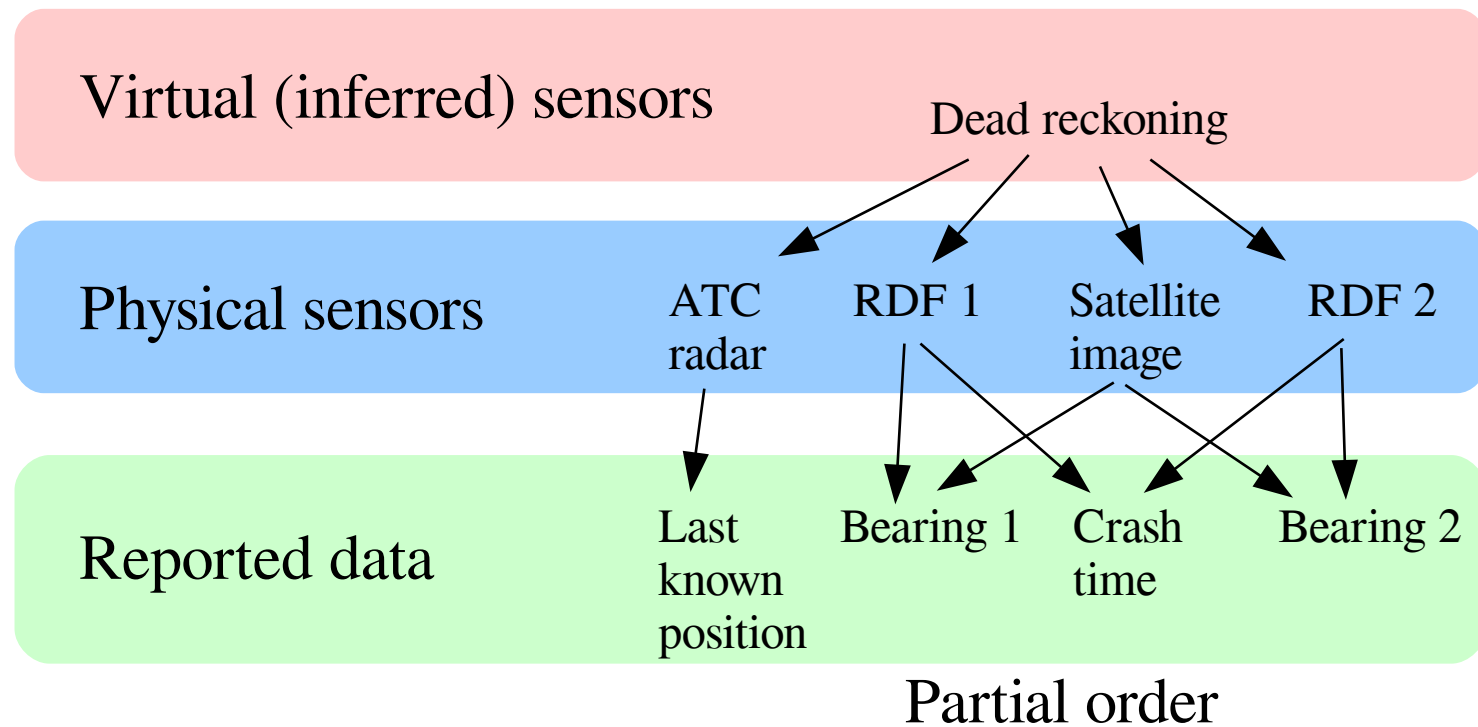 Virtual (inferred) sensors
Dead reckoning
Physical sensors
ATC
radar
RDF 1
Satellite
image
RDF 2
Reported data
Last
known
position
Bearing 1
Crash
time
Bearing 2
Partial order